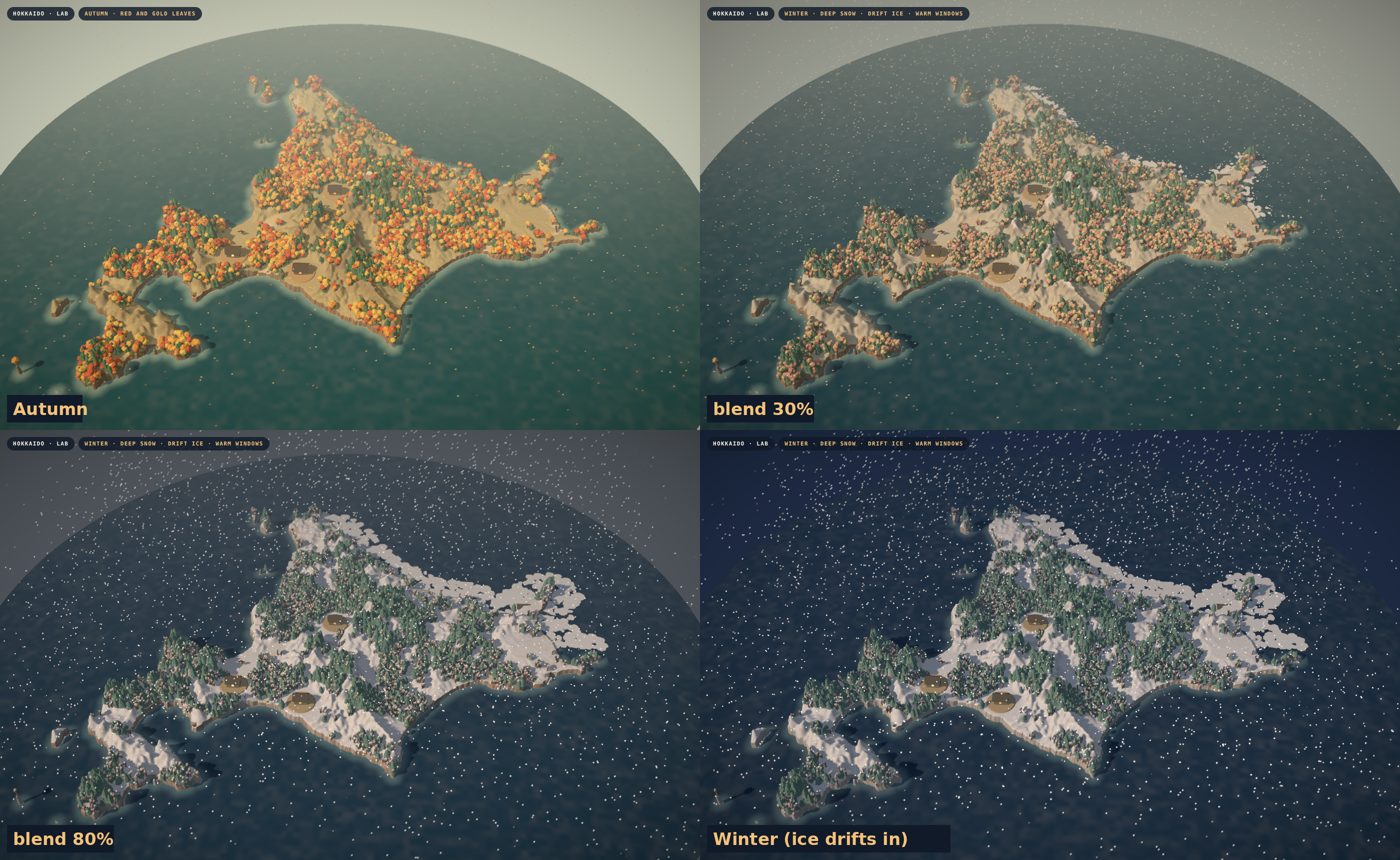 HOKKAIDO · LAB
AUTUMN · RED AND GOLD LEAVES
HOKKAIDO · LAB
WINTER · DEEP SNOW · DRIFT ICE · WARM WINDOWS
Autumn
blend 30%
HOKKAIDO · LAB
WINTER · DEEP SNOW · DRIFT ICE · WARM WINDOWS
HOKKAIDO · LAB
WINTER · DEEP SNOW · DRIFT ICE · WARM WINDOWS
blend 80%
Winter (ice drifts in)